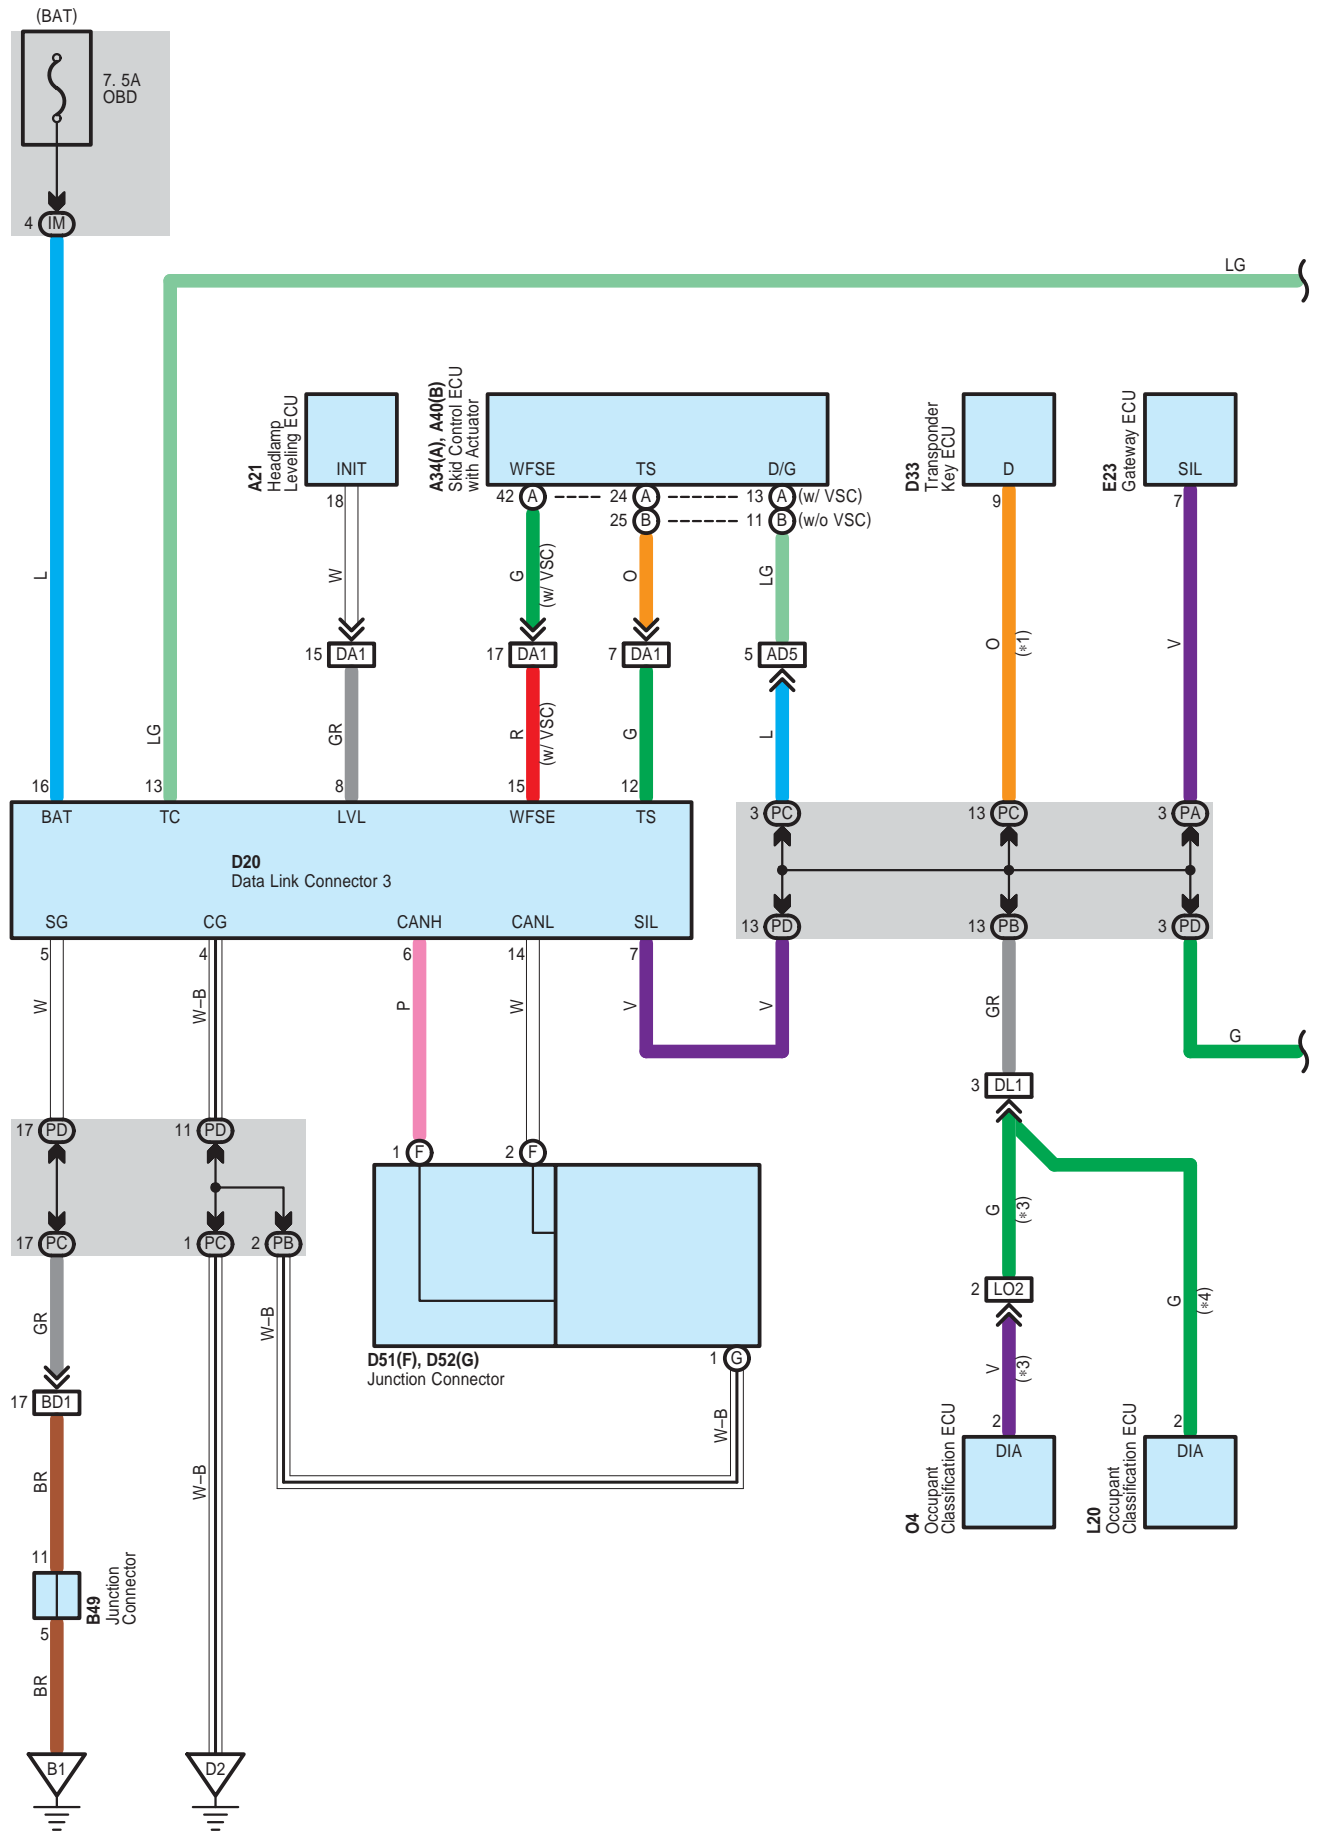 (BAT)
7. 5A
OBD
4 IM
LG
L
LG
A21
Headlamp
Leveling ECU
INIT
18
W
15 DA1
GR
A34(A), A40(B)
Skid Control ECU
with Actuator
WFSE TS D/G
42 A 24 A 13 A (w/ VSC)
25 B 11 B (w/o VSC)
G
(w/ VSC)
O
LG
17 DA1
7 DA1
5 AD5
R
(w/ VSC)
G
L
D33
Transponder
Key ECU
D
9
O
(*1)
E23
Gateway ECU
SIL
7
V
16 13 8 15 12
BAT TC LVL WFSE TS
D20
Data Link Connector 3
SG CG CANH CANL SIL
5 4 6 14 7
3 PC 13 PC 3 PA
13 PD 13 PB 3 PD
W
W–B
P
W
V
V
GR
G
3 DL1
17 PD 11 PD
17 PC 1 PC 2 PB
1 F 2 F
D51(F), D52(G)
Junction Connector
1 G
GR
W–B
W–B
W–B
17 BD1
BR
11
B49
Junction
Connector
5
BR
B1
D2
G
(*3)
2 LO2
V
(*3)
G
(*4)
2
DIA
O4
Occupant
Classification ECU
2
DIA
L20
Occupant
Classification ECU